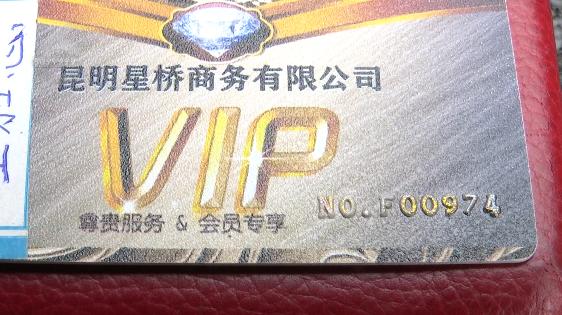 昆明星桥商务有限公司
VIP
NO.F00974
尊贵服务 & 会员专享